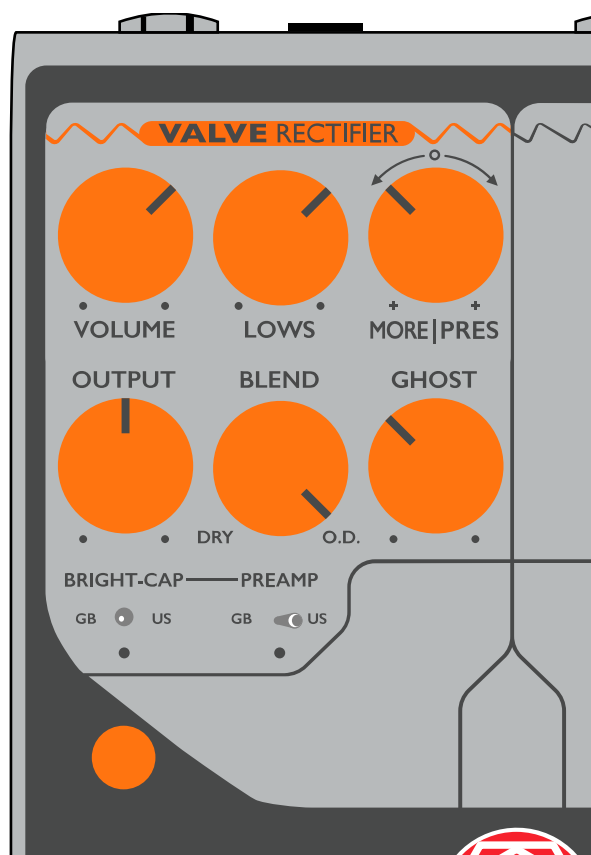 VALVE RECTIFIER
VOLUME LOWS MORE|PRES
OUTPUT BLEND GHOST
DRY O.D.
BRIGHT-CAP PREAMP
GB US GB US